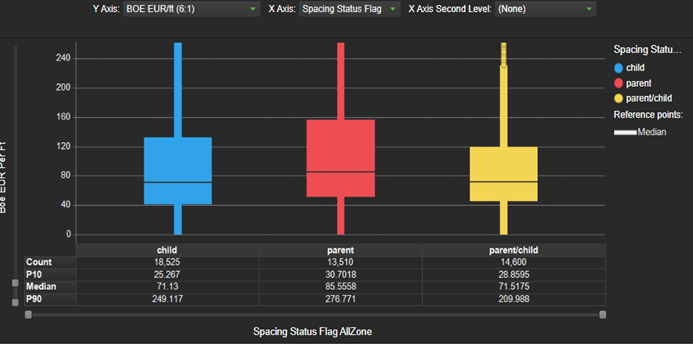 Y Axis: BOE EUR/ft (6:1) X Axis: Spacing Status Flag X Axis Second Level: (None)
Spacing Statu...
child
parent
parent/child
Reference points:
Median
Boe EUR Per Ft
240
200
160
120
80
40
0
child parent parent/child
Count 18,525 13,510 14,600
P10 25.267 30.7018 28.8595
Median 71.13 85.5558 71.5175
P90 249.117 276.771 209.988
Spacing Status Flag AllZone